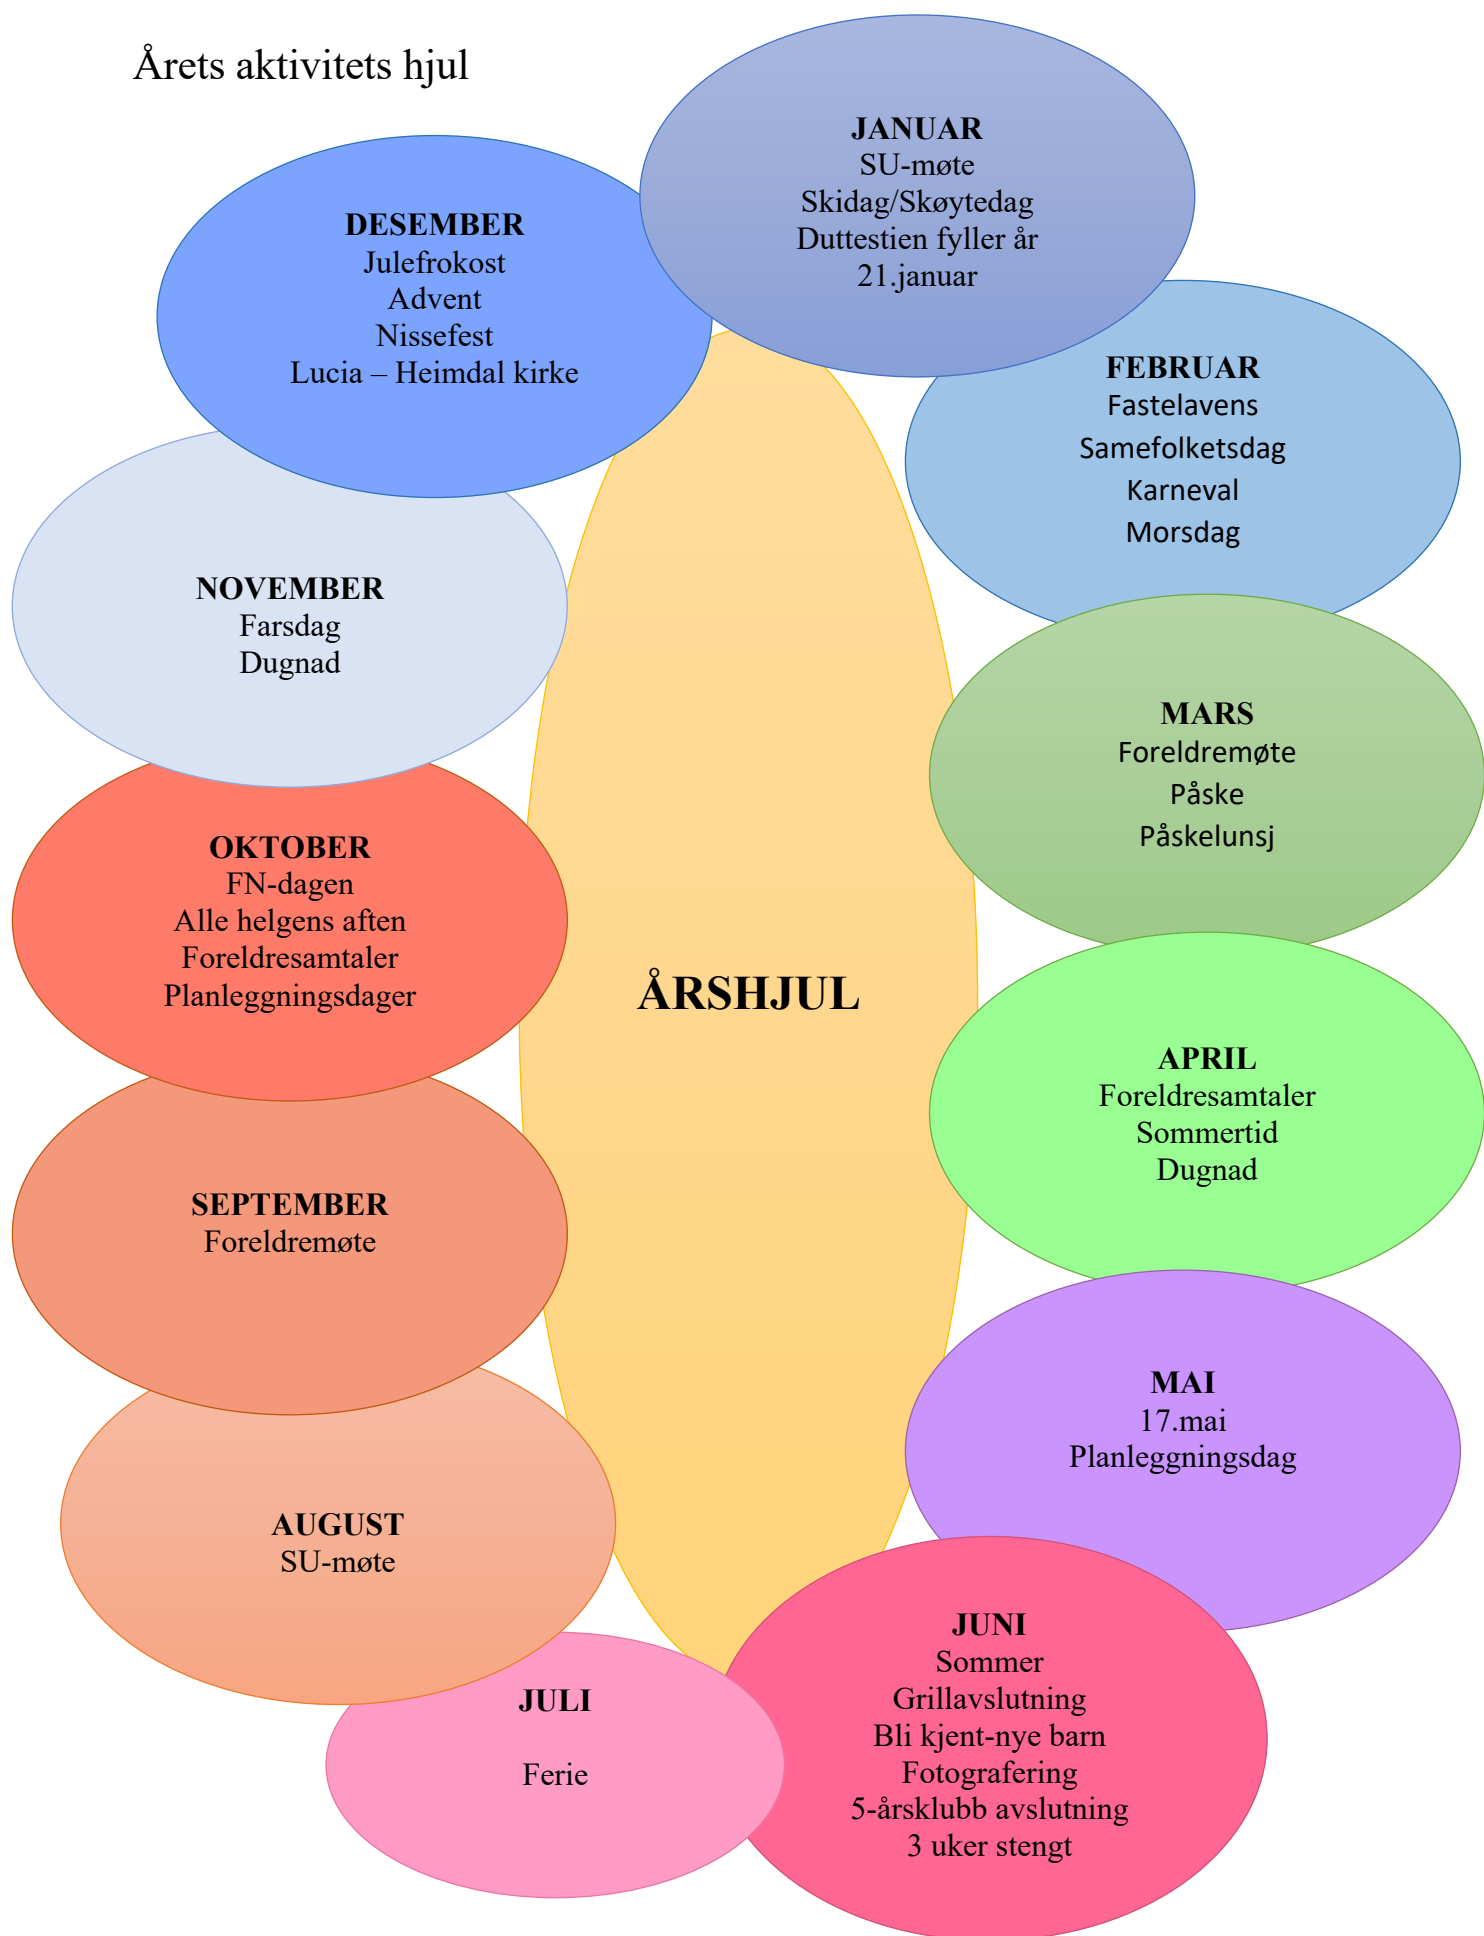 Årets aktivitets hjul
JANUAR
SU-møte
Skidag/Skøytedag
Duttestien fyller år
21.januar
FEBRUAR
Fastelavens
Samefolketsdag
Karneval
Morsdag
MARS
Foreldremøte
Påske
Påskelunsj
APRIL
Foreldresamtaler
Sommertid
Dugnad
MAI
17.mai
Planleggningsdag
JUNI
Sommer
Grillavslutning
Bli kjent-nye barn
Fotografering
5-årsklubb avslutning
3 uker stengt
JULI
Ferie
AUGUST
SU-møte
SEPTEMBER
Foreldremøte
OKTOBER
FN-dagen
Alle helgens aften
Foreldresamtaler
Planleggningsdager
NOVEMBER
Farsdag
Dugnad
DESEMBER
Julefrokost
Advent
Nissefest
Lucia – Heimdal kirke
ÅRSHJUL